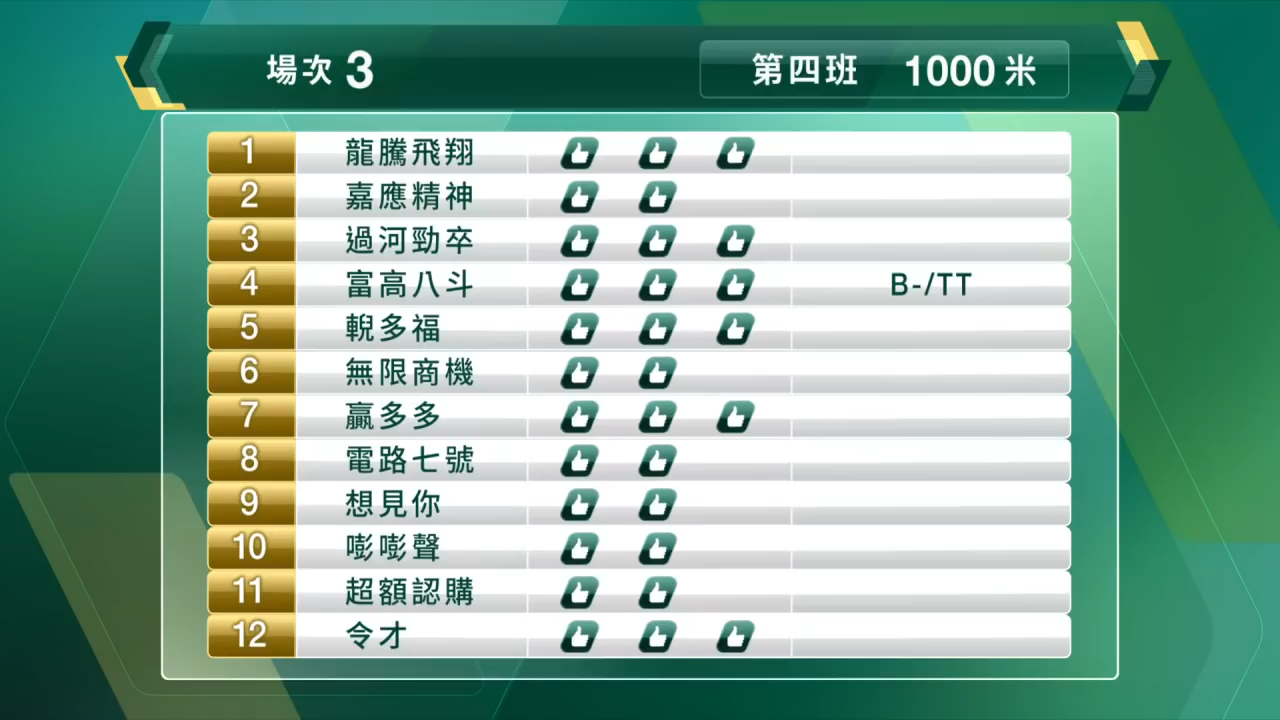 場次 3 第四班 1000 米
1 龍騰飛翔
2 嘉應精神
3 過河勁卒
4 富高八斗 B-/TT
5 輗多福
6 無限商機
7 贏多多
8 電路七號
9 想見你
10 嘭嘭聲
11 超額認購
12 令才